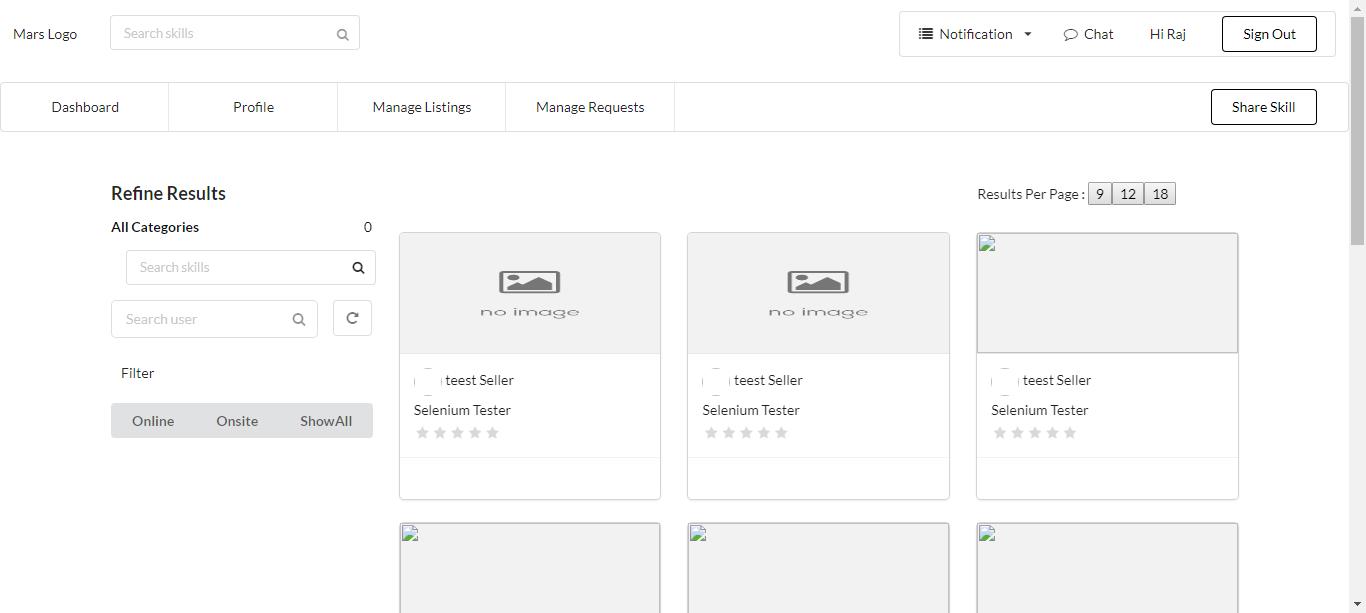 Mars Logo
Search skills
Notification
Chat
Hi Raj
Sign Out
Dashboard
Profile
Manage Listings
Manage Requests
Share Skill
Refine Results
Results Per Page : 9 12 18
All Categories 0
Search skills
Search user
Filter
Online Onsite ShowAll
no image
teest Seller
Selenium Tester
no image
teest Seller
Selenium Tester
teest Seller
Selenium Tester